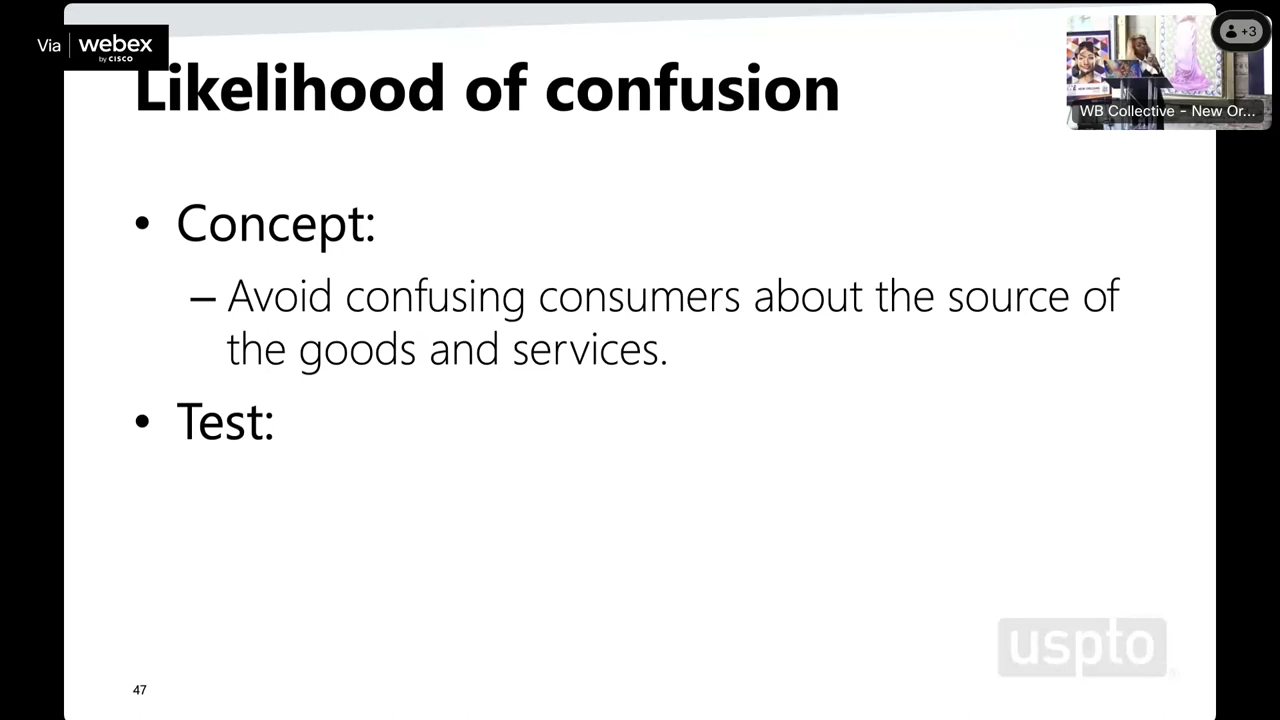 Via webex
by CISCO
+3
WB Collective - New Or...
Likelihood of confusion
• Concept:
– Avoid confusing consumers about the source of
the goods and services.
• Test:
uspto
47